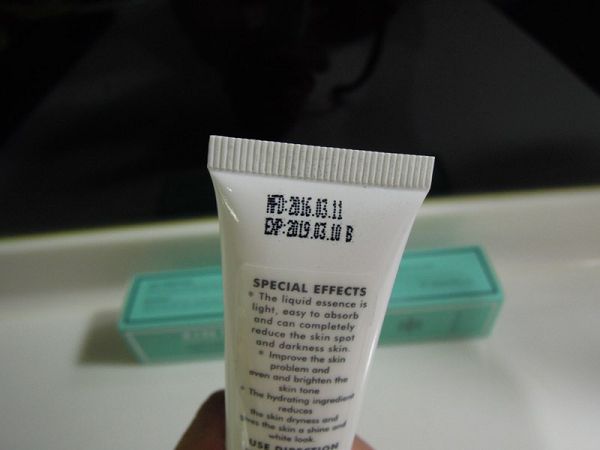 MFD:2016.03.11
EXP:2019.03.10 B
SPECIAL EFFECTS
* The liquid essence is
light, easy to absorb
and can completely
reduce the skin spot
and darkness skin.
* Improve the skin
problem and
even and brighten the
skin tone
* The hydrating ingredient
reduces
the skin dryness and
gives the skin a shine and
white look
USE DIRECTION